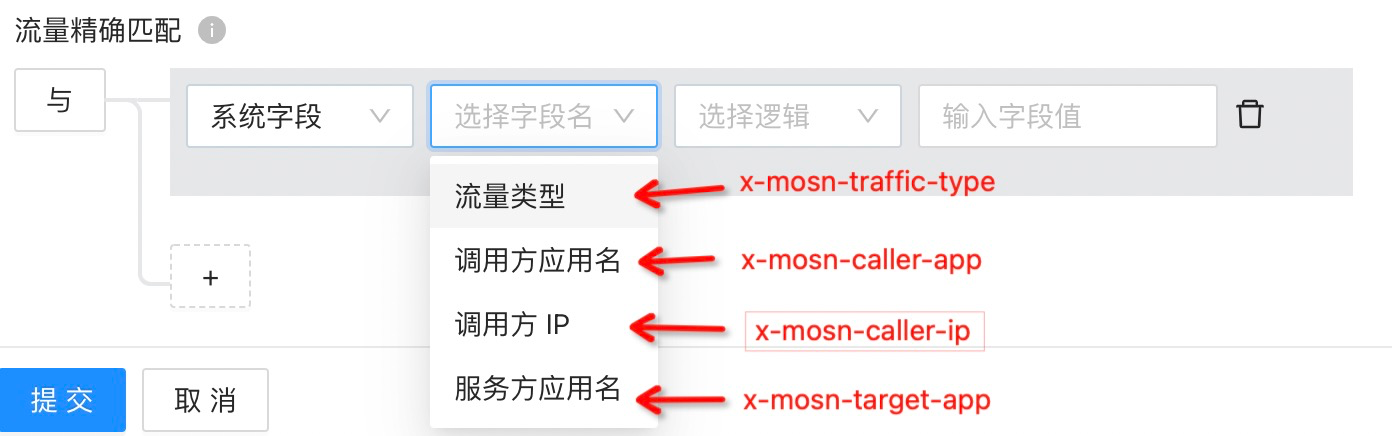 流量精确匹配
与
系统字段 选择字段名 选择逻辑 输入字段值
流量类型 x-mosn-traffic-type
调用方应用名 x-mosn-caller-app
+
调用方 IP x-mosn-caller-ip
服务方应用名 x-mosn-target-app
提 交 取 消